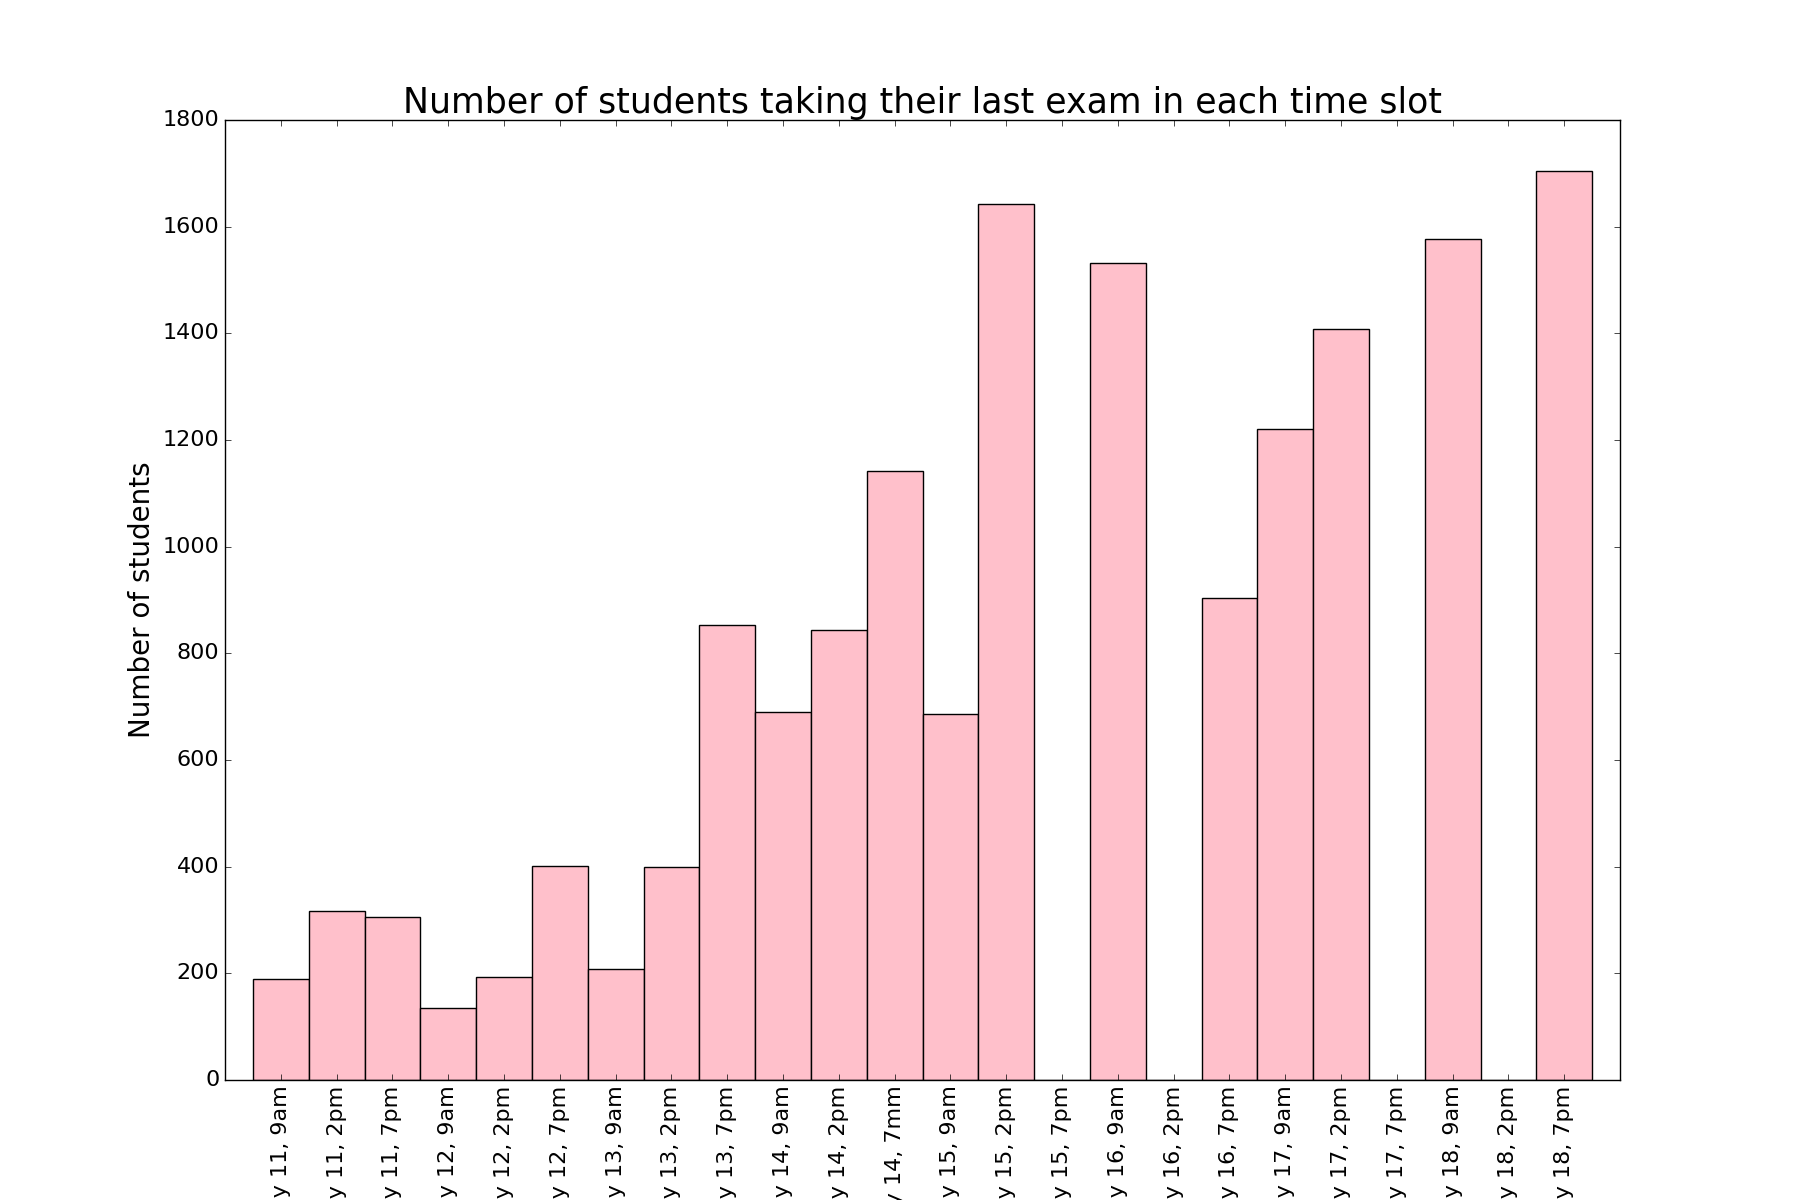 Number of students taking their last exam in each time slot
1800
1600
1400
1200
1000
800
600
400
200
0
Number of students
y 11, 9am
y 11, 2pm
y 11, 7pm
y 12, 9am
y 12, 2pm
y 12, 7pm
y 13, 9am
y 13, 2pm
y 13, 7pm
y 14, 9am
y 14, 2pm
y 14, 7mm
y 15, 9am
y 15, 2pm
y 15, 7pm
y 16, 9am
y 16, 2pm
y 16, 7pm
y 17, 9am
y 17, 2pm
y 17, 7pm
y 18, 9am
y 18, 2pm
y 18, 7pm